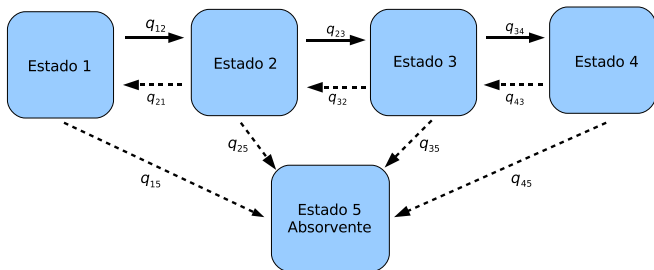 q12
q23
q34
Estado 1
Estado 2
Estado 3
Estado 4
q21
q32
q43
q25
q35
q15
q45
Estado 5
Absorvente